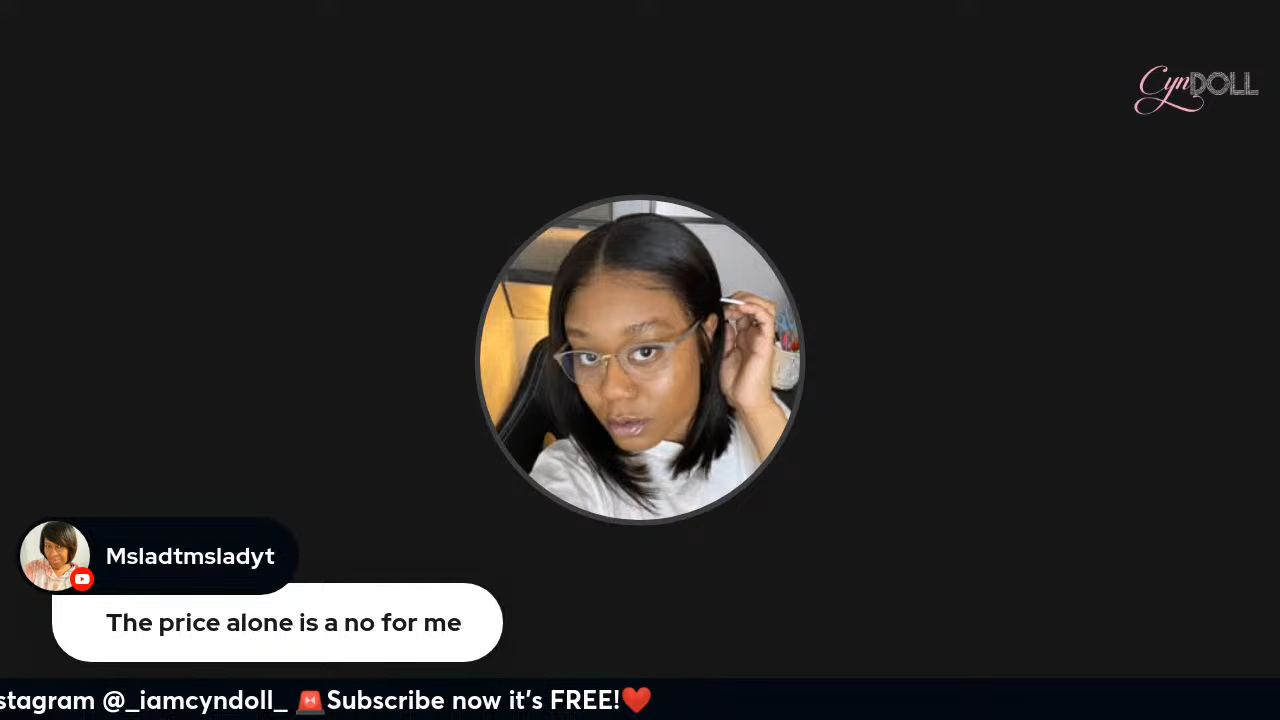 CynDOLL
Msladtmsladyt
The price alone is a no for me
stagram @_iamcyndoll_ 🚨Subscribe now it's FREE!❤️